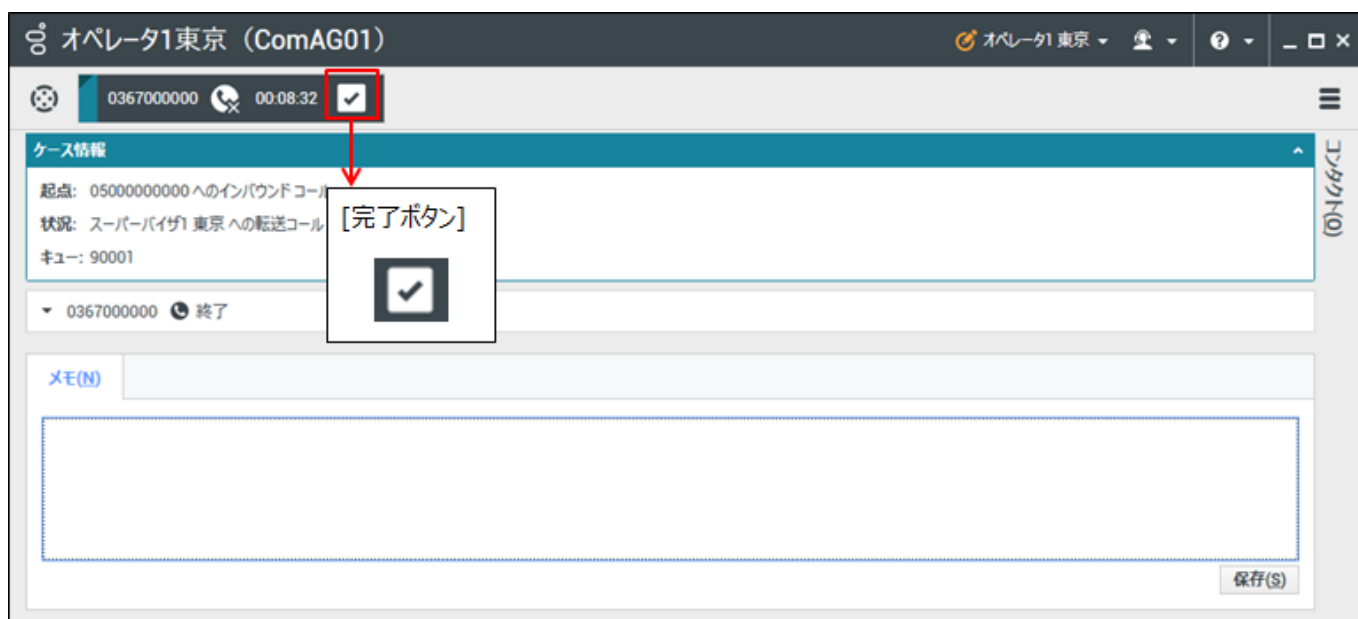 オペレータ1東京（ComAG01）
オペレータ1 東京
0367000000 00:08:32
ケース情報
起点: 05000000000 へのインバウンド コール
状況: スーパーバイザ1 東京 への転送コール
キュー: 90001
[完了ボタン]
0367000000 終了
メモ(N)
保存(S)
コンタクト(O)